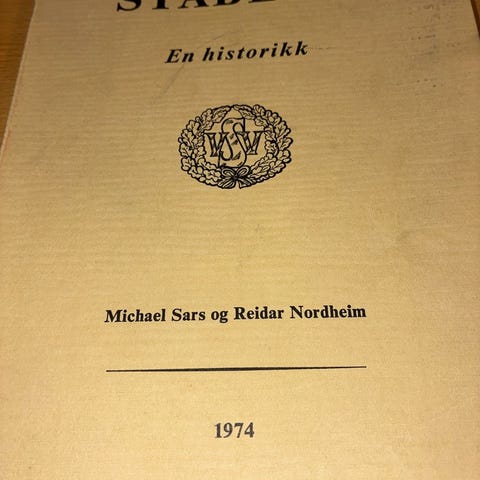 En historikk
Michael Sars og Reidar Nordheim
1974